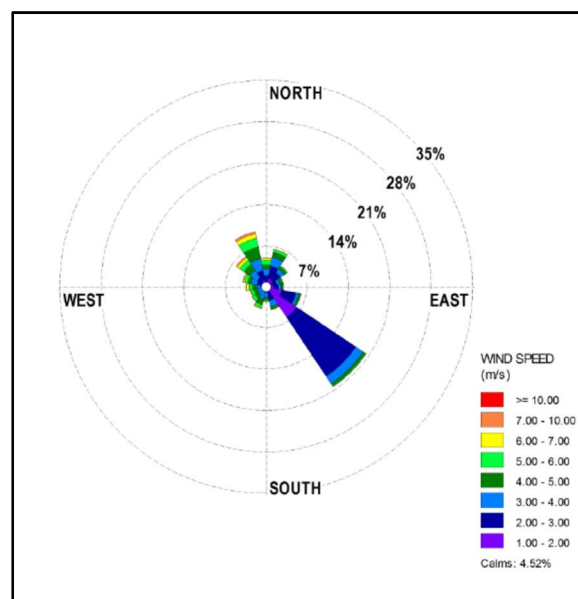 NORTH
35%
28%
21%
14%
7%
WEST
EAST
SOUTH
WIND SPEED
(m/s)
>= 10.00
7.00 - 10.00
6.00 - 7.00
5.00 - 6.00
4.00 - 5.00
3.00 - 4.00
2.00 - 3.00
1.00 - 2.00
Calms: 4.52%